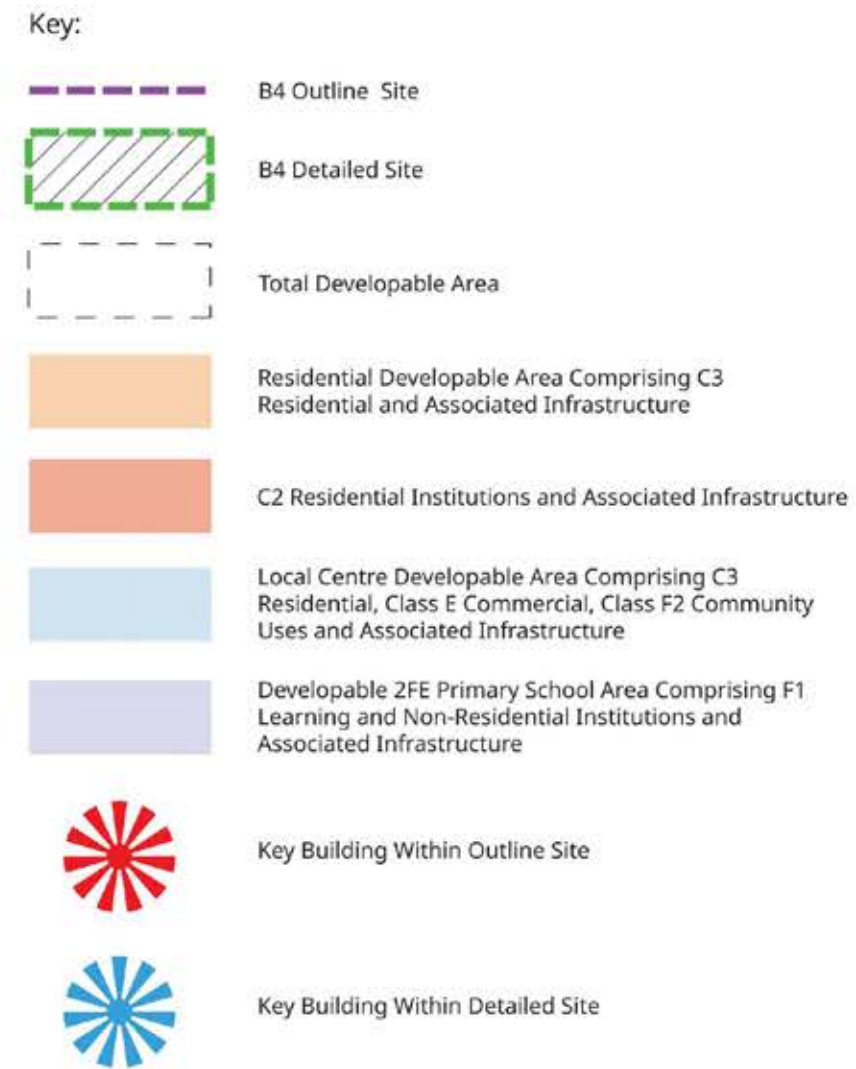 Key:
B4 Outline Site
B4 Detailed Site
Total Developable Area
Residential Developable Area Comprising C3
Residential and Associated Infrastructure
C2 Residential Institutions and Associated Infrastructure
Local Centre Developable Area Comprising C3
Residential, Class E Commercial, Class F2 Community
Uses and Associated Infrastructure
Developable 2FE Primary School Area Comprising F1
Learning and Non-Residential Institutions and
Associated Infrastructure
Key Building Within Outline Site
Key Building Within Detailed Site